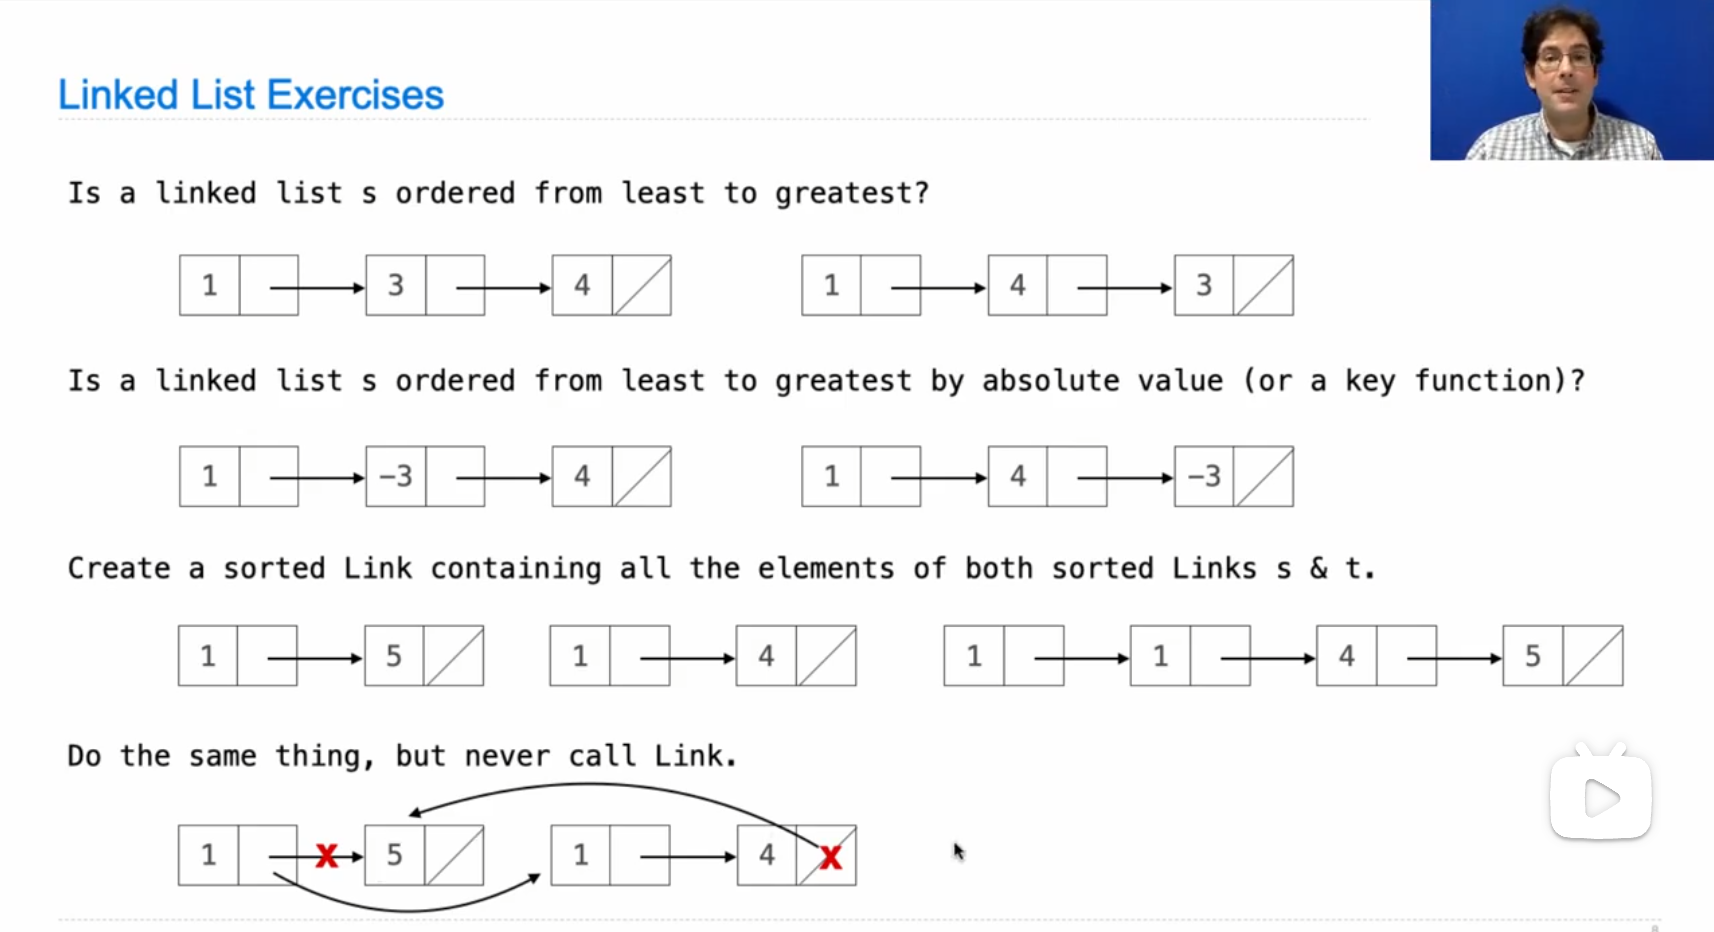 Linked List Exercises
Is a linked list s ordered from least to greatest?
1 3 4 1 4 3
Is a linked list s ordered from least to greatest by absolute value (or a key function)?
1 −3 4 1 4 −3
Create a sorted Link containing all the elements of both sorted Links s & t.
1 5 1 4 1 1 4 5
Do the same thing, but never call Link.
1 X 5 1 4 X